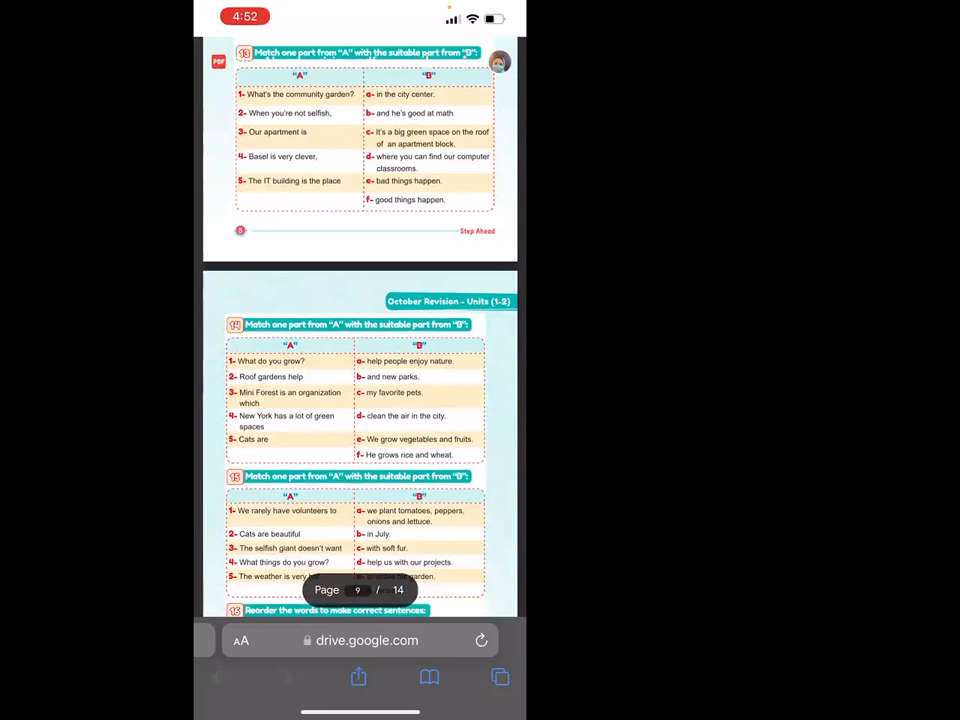 4:52
PDF
13 Match one part from "A" with the suitable part from "B":
"A" "B"
1- What's the community garden? a- in the city center.
2- When you're not selfish, b- and he's good at math.
3- Our apartment is c- It's a big green space on the roof
of an apartment block.
4- Basel is very clever, d- where you can find our computer
classrooms.
5- The IT building is the place e- bad things happen.
f- good things happen.
8 Step Ahead
October Revision - Units (1-2)
14 Match one part from "A" with the suitable part from "B":
"A" "B"
1- What do you grow? a- help people enjoy nature.
2- Roof gardens help b- and new parks.
3- Mini Forest is an organization c- my favorite pets.
which
4- New York has a lot of green d- clean the air in the city.
spaces
5- Cats are e- We grow vegetables and fruits.
f- He grows rice and wheat.
15 Match one part from "A" with the suitable part from "B":
"A" "B"
1- We rarely have volunteers to a- we plant tomatoes, peppers,
onions and lettuce.
2- Cats are beautiful b- in July.
3- The selfish giant doesn't want c- with soft fur.
4- What things do you grow? d- help us with our projects.
5- The weather is very garden.
Page 9 / 14
16 Reorder the words to make correct sentences:
AA drive.google.com